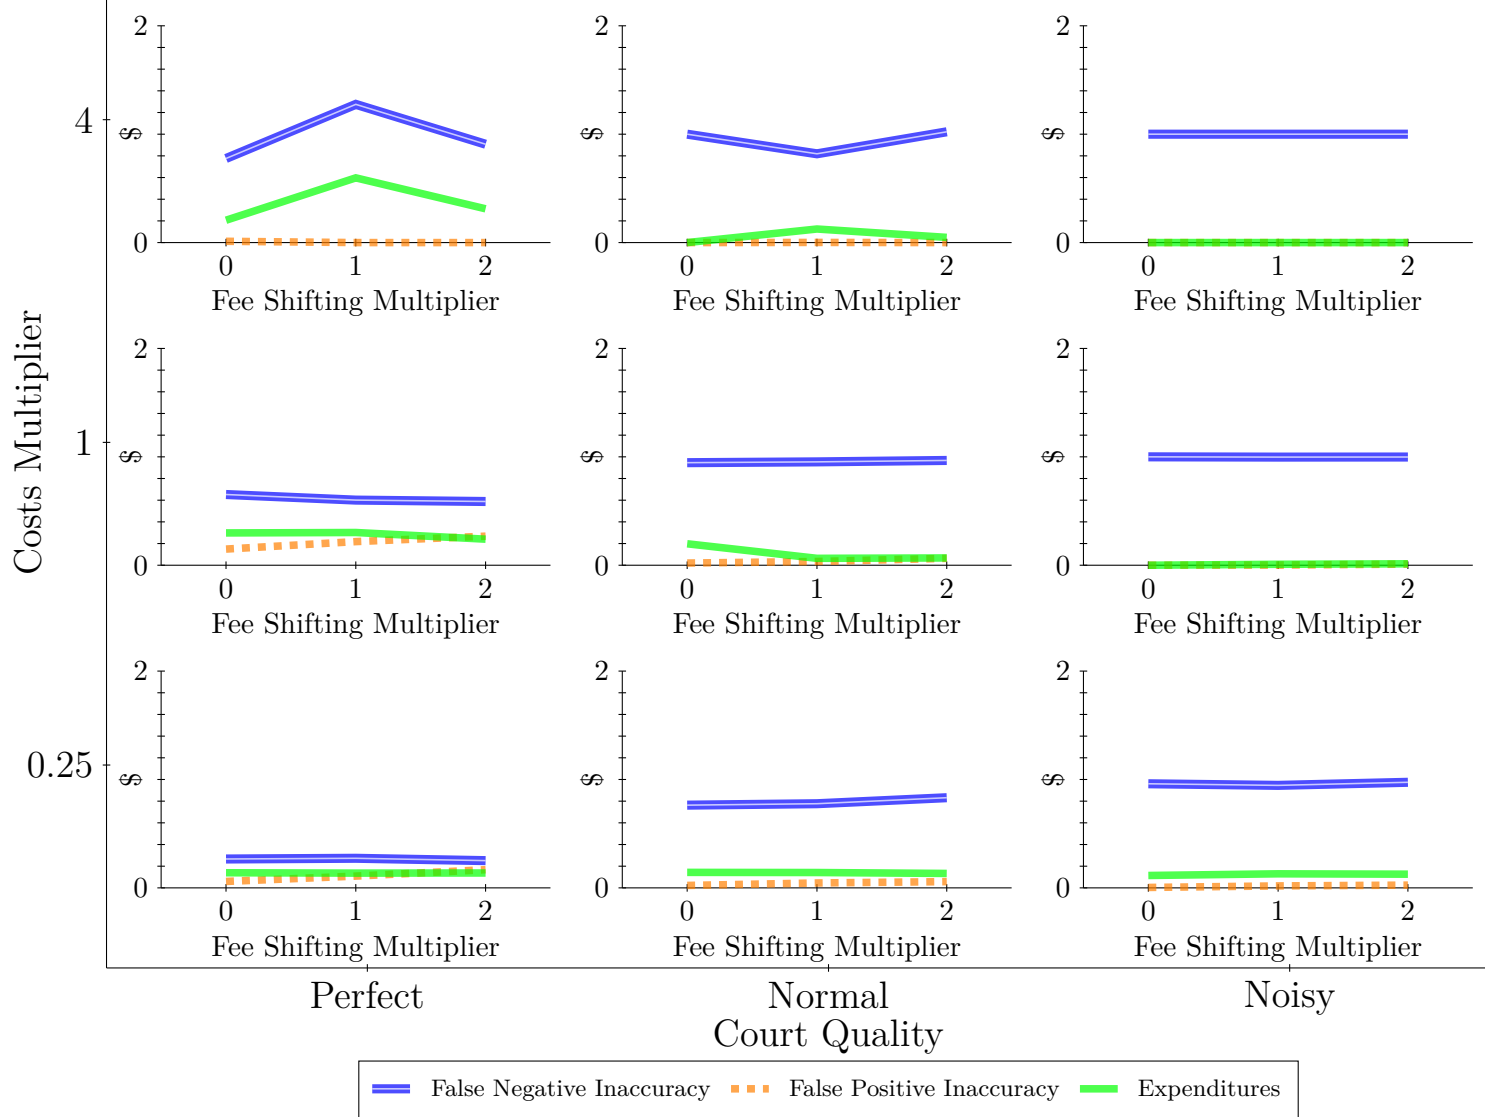 Costs Multiplier
4
2
$
0
0 1 2
Fee Shifting Multiplier
2
$
0
0 1 2
Fee Shifting Multiplier
2
$
0
0 1 2
Fee Shifting Multiplier
1
2
$
0
0 1 2
Fee Shifting Multiplier
2
$
0
0 1 2
Fee Shifting Multiplier
2
$
0
0 1 2
Fee Shifting Multiplier
0.25
2
$
0
0 1 2
Fee Shifting Multiplier
2
$
0
0 1 2
Fee Shifting Multiplier
2
$
0
0 1 2
Fee Shifting Multiplier
Perfect Normal Noisy
Court Quality
False Negative Inaccuracy False Positive Inaccuracy Expenditures